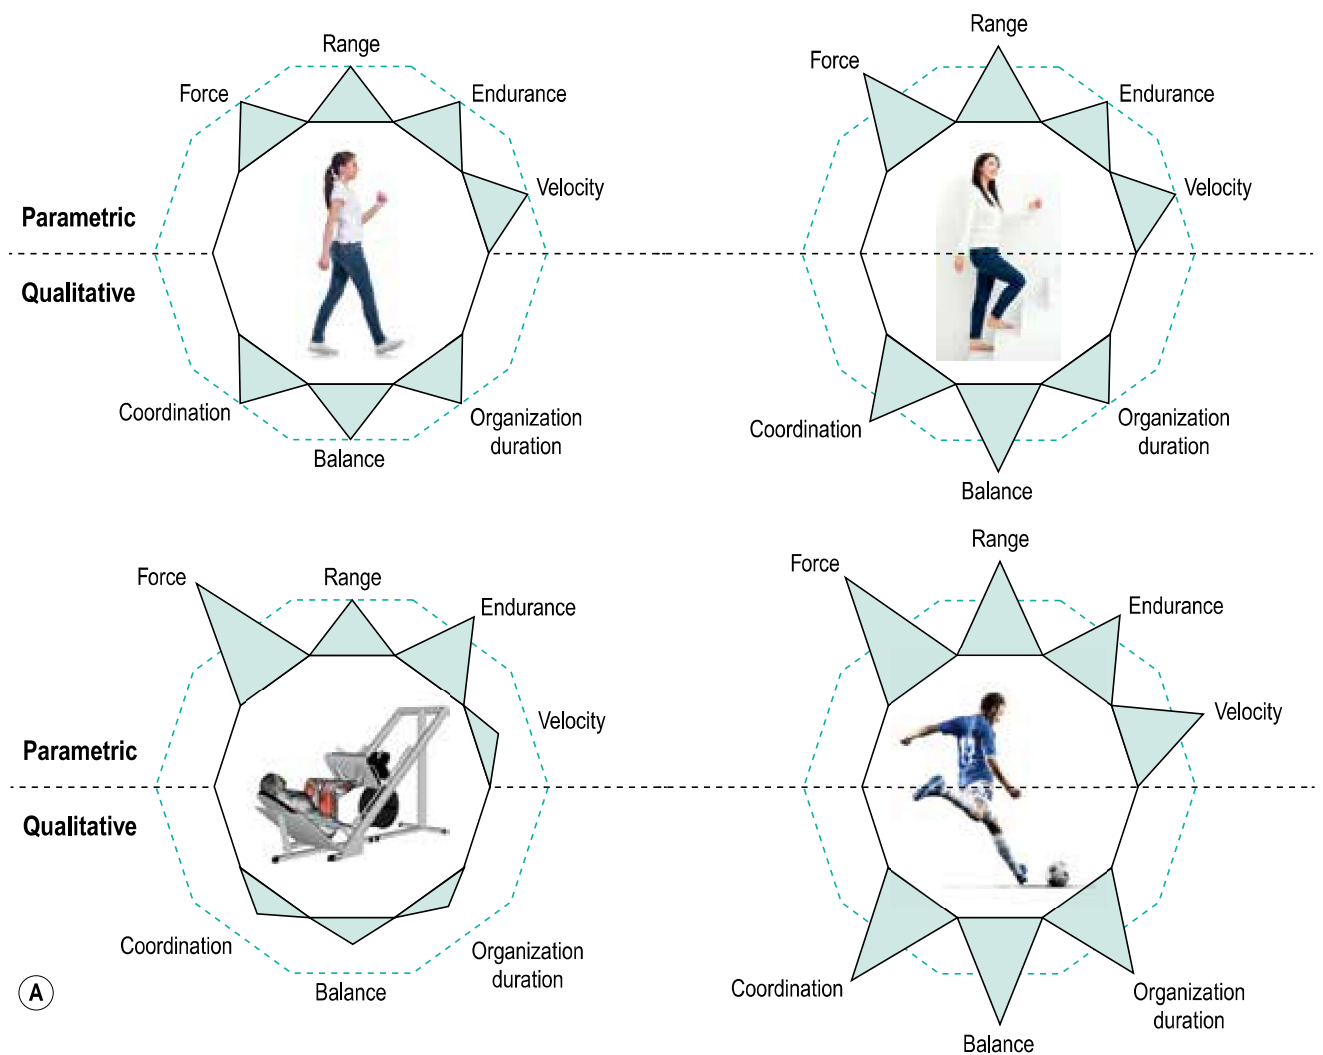 Range
Force
Endurance
Velocity
Parametric
Qualitative
Coordination
Organization
duration
Balance
Range
Force
Endurance
Velocity
Coordination
Organization
duration
Balance
Force
Range
Endurance
Velocity
Parametric
Qualitative
Coordination
Organization
duration
Balance
A
Range
Force
Endurance
Velocity
Coordination
Organization
duration
Balance